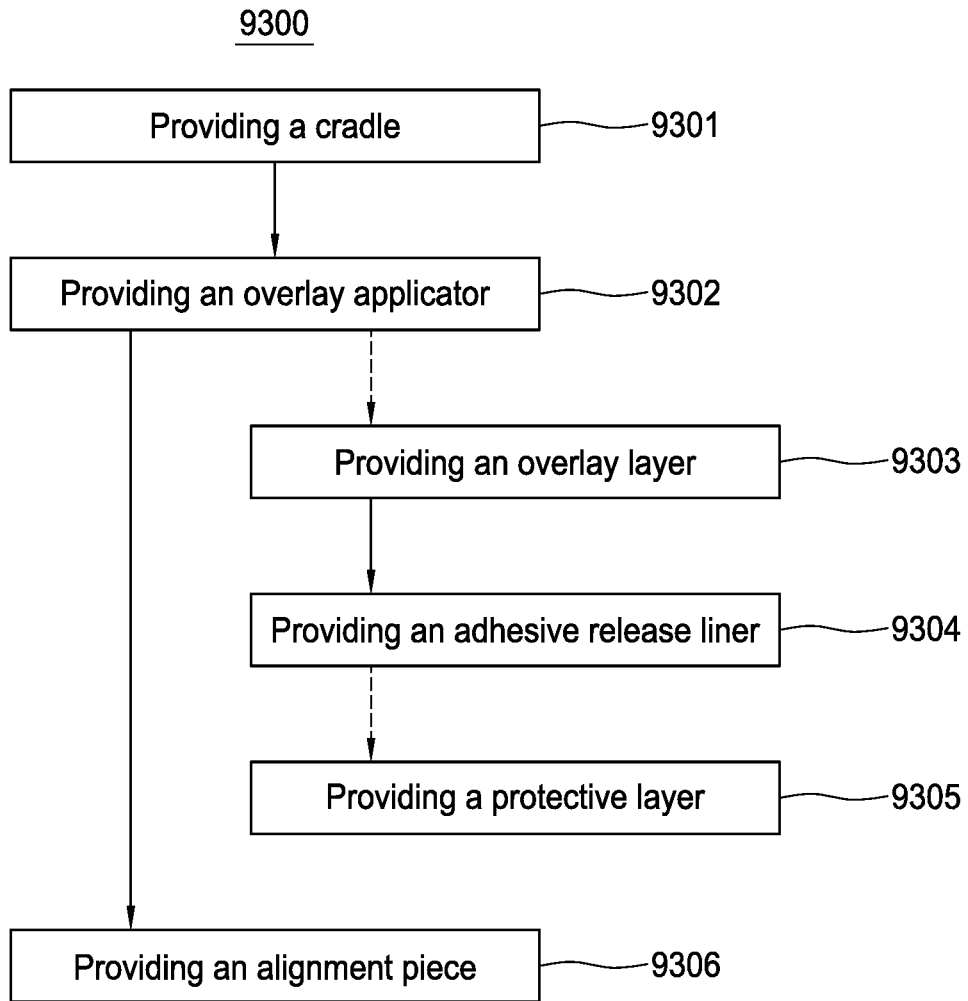 9300
Providing a cradle 9301
Providing an overlay applicator 9302
Providing an overlay layer 9303
Providing an adhesive release liner 9304
Providing a protective layer 9305
Providing an alignment piece 9306